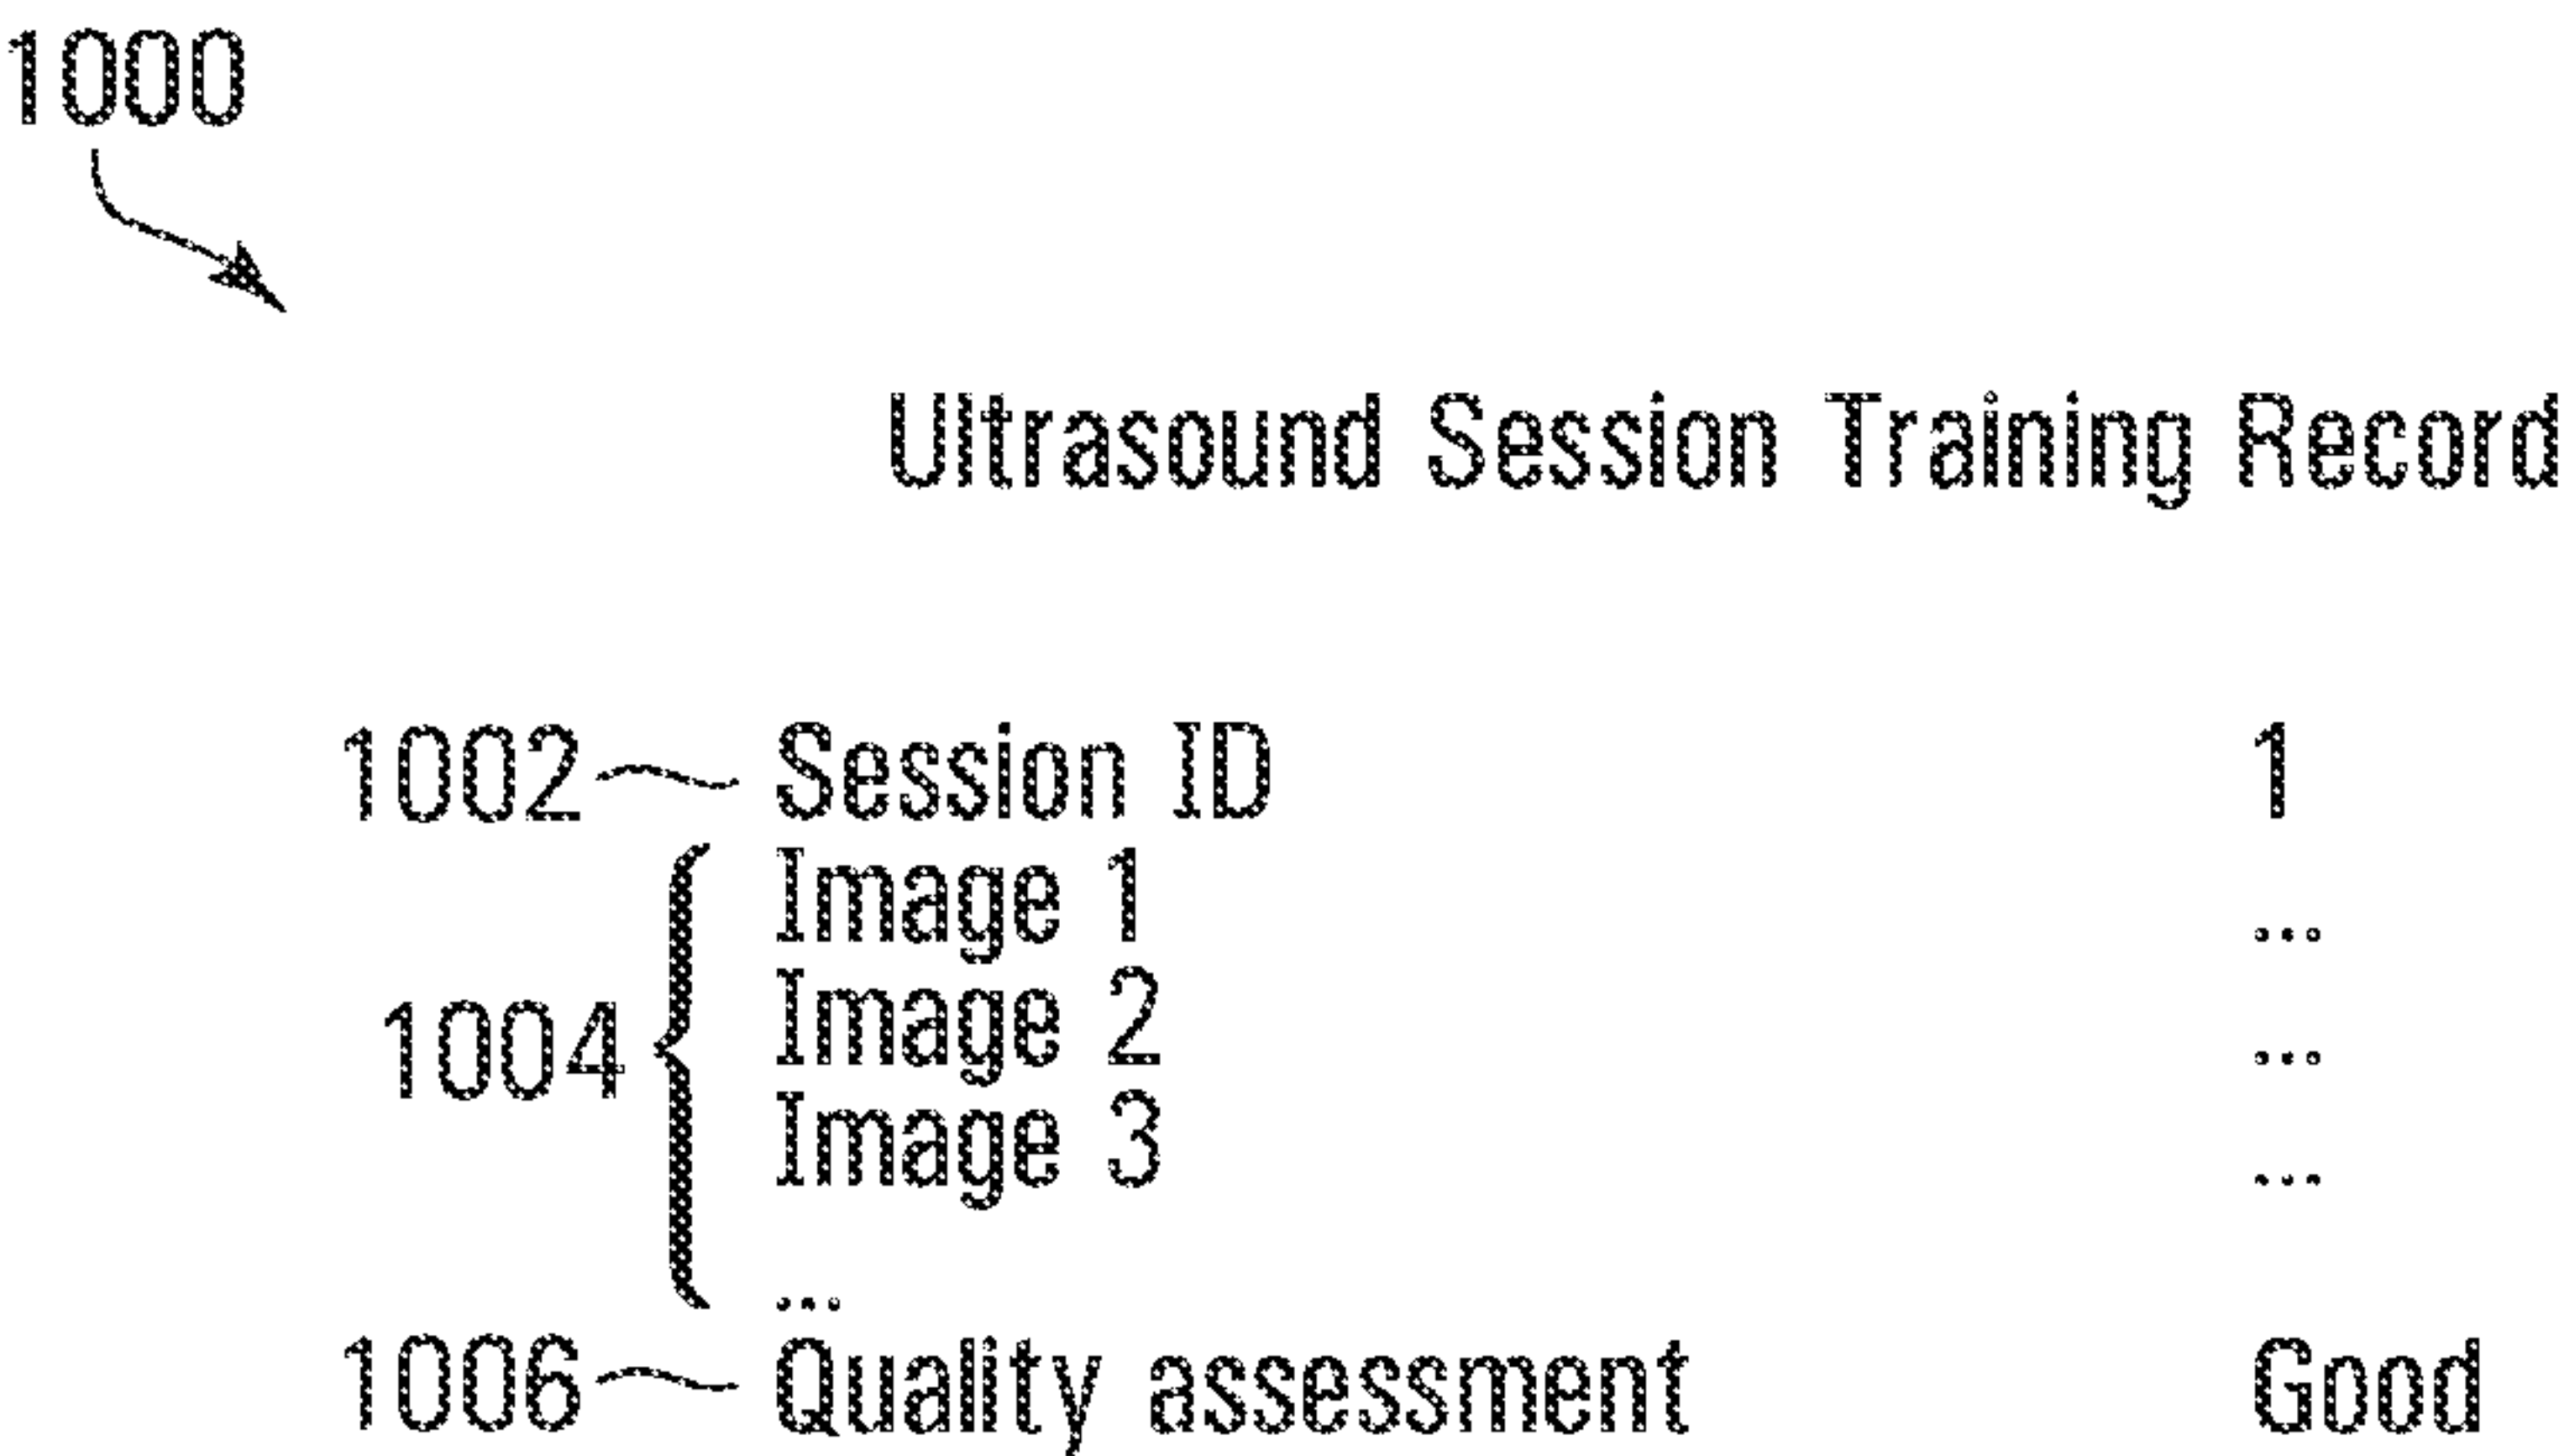 1000
Ultrasound Session Training Record
1002 Session ID 1
Image 1 ...
1004 Image 2 ...
Image 3 ...
...
1006 Quality assessment Good